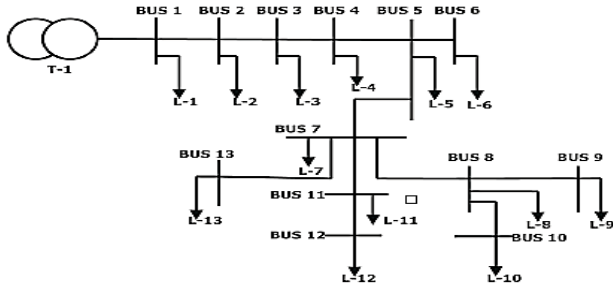 BUS 1 BUS 2 BUS 3 BUS 4 BUS 5 BUS 6
T-1
L-1 L-2 L-3 L-4 L-5 L-6
BUS 7
BUS 13 L-7 BUS 8 BUS 9
BUS 11
L-13 L-11 L-8 L-9
BUS 12 BUS 10
L-12 L-10